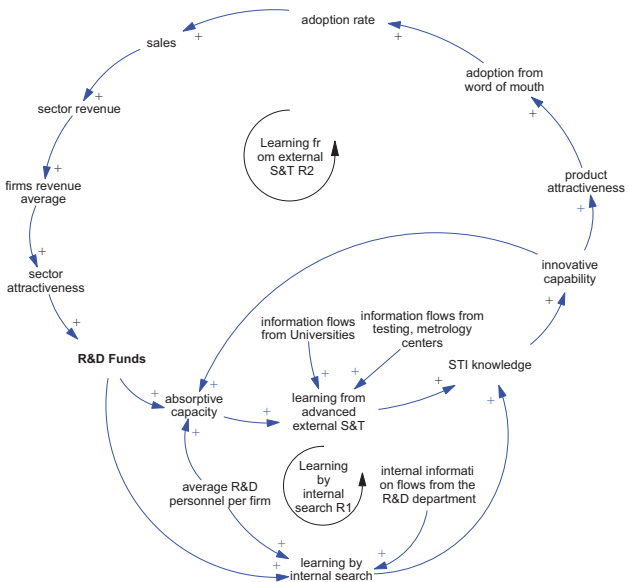 adoption rate
+
+
sales
adoption from
word of mouth
+
sector revenue
+
Learning fr
om external
S&T R2
+
firms revenue
average
product
attractiveness
+
+
sector
attractiveness
innovative
capability
+
+
information flows
from Universities
information flows from
testing, metrology
centers
R&D Funds
STI knowledge
+
+
+
+
+
+
+
absorptive
capacity
+
learning from
advanced
external S&T
+
Learning
by
internal
search R1
average R&D
personnel per firm
internal informati
on flows from the
R&D department
+
+
+
learning by
internal search